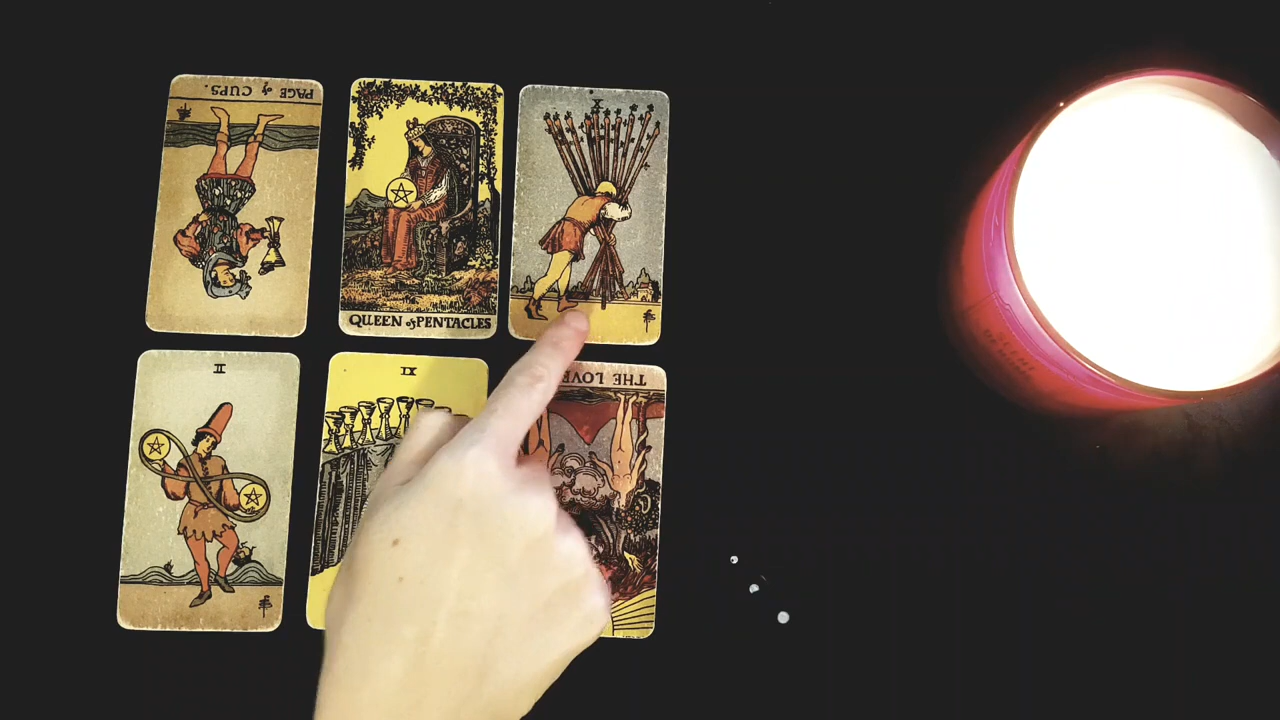 PAGE of CUPS.
QUEEN of PENTACLES
X
II
IX
THE LOVE